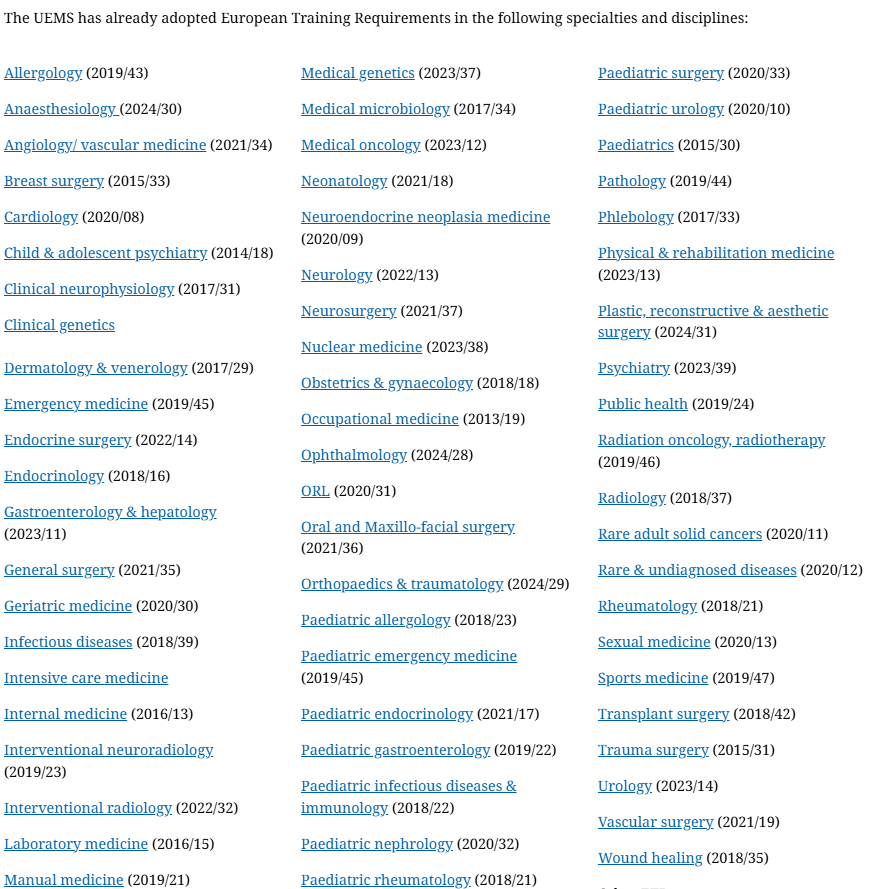 The UEMS has already adopted European Training Requirements in the following specialties and disciplines:
Allergology (2019/43)
Anaesthesiology (2024/30)
Angiology/ vascular medicine (2021/34)
Breast surgery (2015/33)
Cardiology (2020/08)
Child & adolescent psychiatry (2014/18)
Clinical neurophysiology (2017/31)
Clinical genetics
Dermatology & venerology (2017/29)
Emergency medicine (2019/45)
Endocrine surgery (2022/14)
Endocrinology (2018/16)
Gastroenterology & hepatology
(2023/11)
General surgery (2021/35)
Geriatric medicine (2020/30)
Infectious diseases (2018/39)
Intensive care medicine
Internal medicine (2016/13)
Interventional neuroradiology
(2019/23)
Interventional radiology (2022/32)
Laboratory medicine (2016/15)
Manual medicine (2019/21)
Medical genetics (2023/37)
Medical microbiology (2017/34)
Medical oncology (2023/12)
Neonatology (2021/18)
Neuroendocrine neoplasia medicine
(2020/09)
Neurology (2022/13)
Neurosurgery (2021/37)
Nuclear medicine (2023/38)
Obstetrics & gynaecology (2018/18)
Occupational medicine (2013/19)
Ophthalmology (2024/28)
ORL (2020/31)
Oral and Maxillo-facial surgery
(2021/36)
Orthopaedics & traumatology (2024/29)
Paediatric allergology (2018/23)
Paediatric emergency medicine
(2019/45)
Paediatric endocrinology (2021/17)
Paediatric gastroenterology (2019/22)
Paediatric infectious diseases &
immunology (2018/22)
Paediatric nephrology (2020/32)
Paediatric rheumatology (2018/21)
Paediatric surgery (2020/33)
Paediatric urology (2020/10)
Paediatrics (2015/30)
Pathology (2019/44)
Phlebology (2017/33)
Physical & rehabilitation medicine
(2023/13)
Plastic, reconstructive & aesthetic
surgery (2024/31)
Psychiatry (2023/39)
Public health (2019/24)
Radiation oncology, radiotherapy
(2019/46)
Radiology (2018/37)
Rare adult solid cancers (2020/11)
Rare & undiagnosed diseases (2020/12)
Rheumatology (2018/21)
Sexual medicine (2020/13)
Sports medicine (2019/47)
Transplant surgery (2018/42)
Trauma surgery (2015/31)
Urology (2023/14)
Vascular surgery (2021/19)
Wound healing (2018/35)